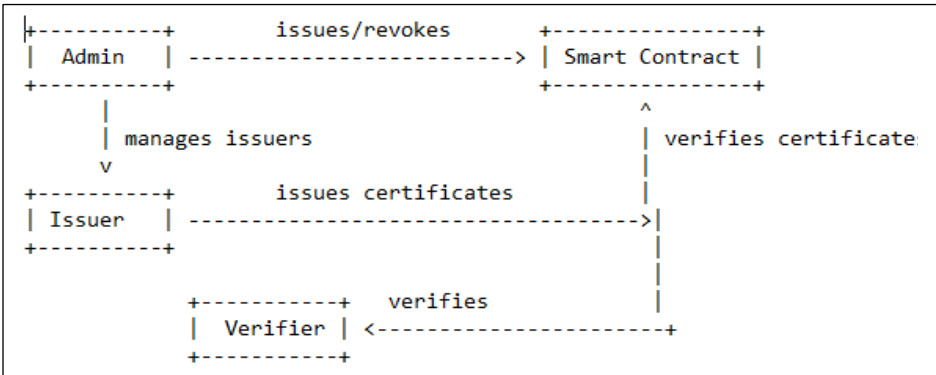 +----------+ issues/revokes +----------------+
| Admin | ---------------------------> | Smart Contract |
+----------+ +----------------+
| ^
| manages issuers | verifies certificate
v |
+----------+ issues certificates |
| Issuer | -------------------------------------->|
+----------+ |
|
+-----------+ verifies |
| Verifier | <------------------------+
+-----------+